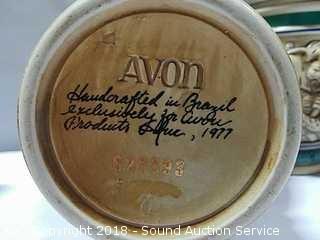 AVON
Handcrafted in Brazil
exclusively for Avon
Products Inc, 1977
Copyright 2018 - Sound Auction Service